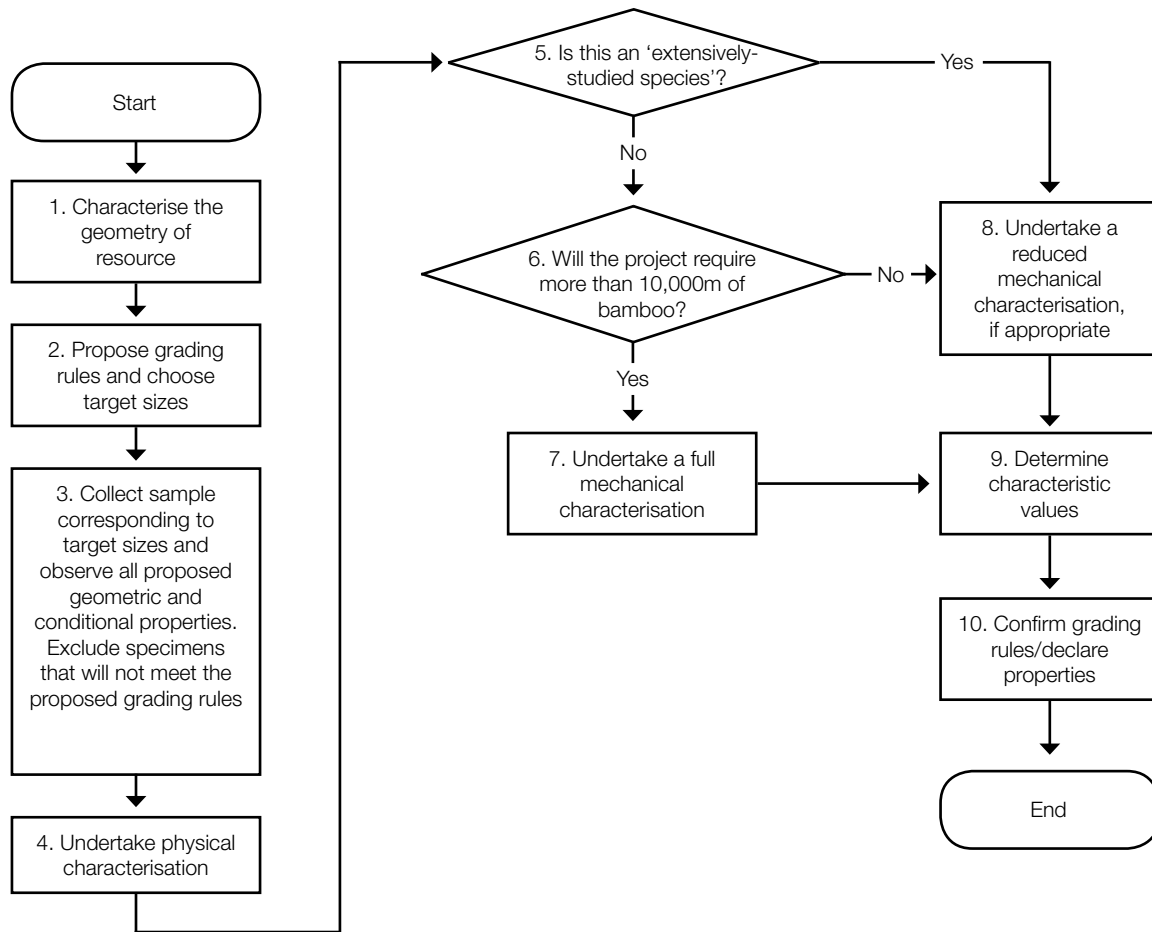 Start
1. Characterise the
geometry of
resource
2. Propose grading
rules and choose
target sizes
3. Collect sample
corresponding to
target sizes and
observe all proposed
geometric and
conditional properties.
Exclude specimens
that will not meet the
proposed grading rules
4. Undertake physical
characterisation
5. Is this an ‘extensively-
studied species’?
Yes
No
6. Will the project require
more than 10,000m of
bamboo?
No
Yes
7. Undertake a full
mechanical
characterisation
8. Undertake a
reduced
mechanical
characterisation,
if appropriate
9. Determine
characteristic
values
10. Confirm grading
rules/declare
properties
End